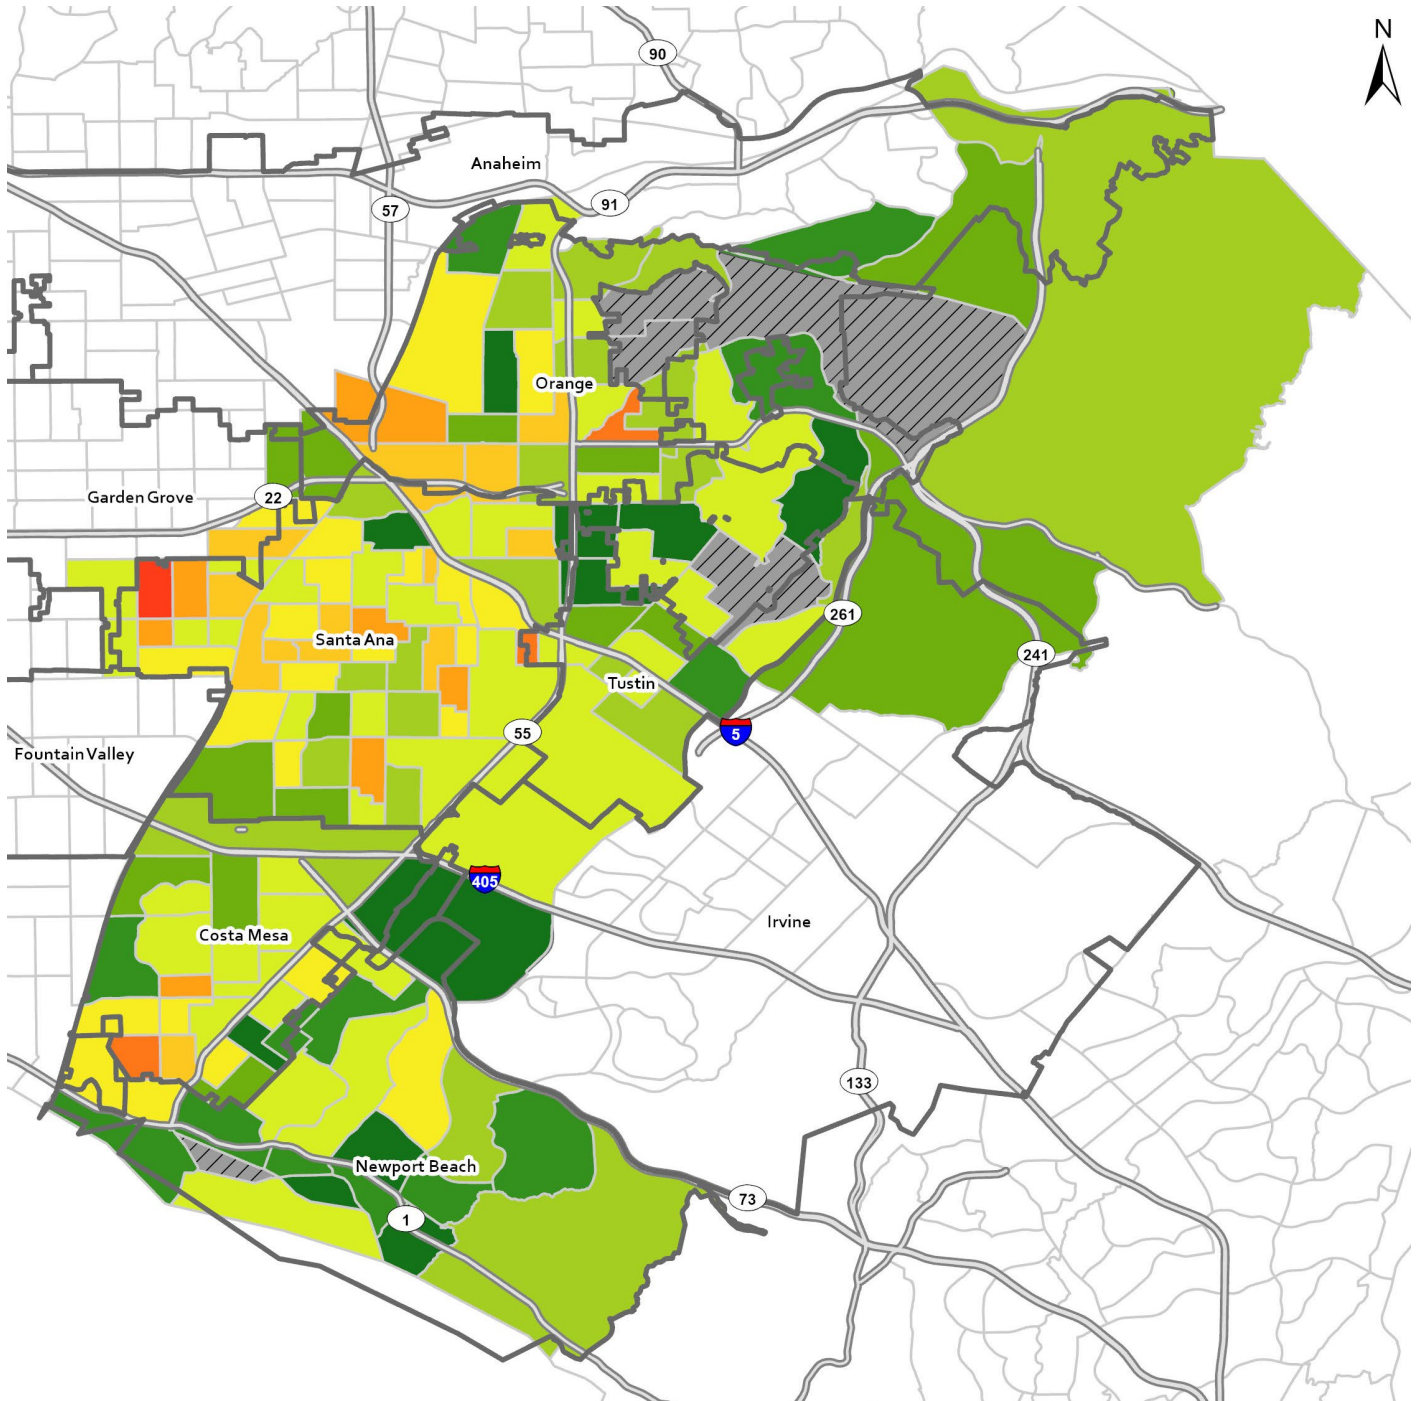 N
90
Anaheim
57
91
Orange
Garden Grove
22
261
Santa Ana
241
Tustin
55
5
Fountain Valley
405
Irvine
Costa Mesa
133
Newport Beach
73
1